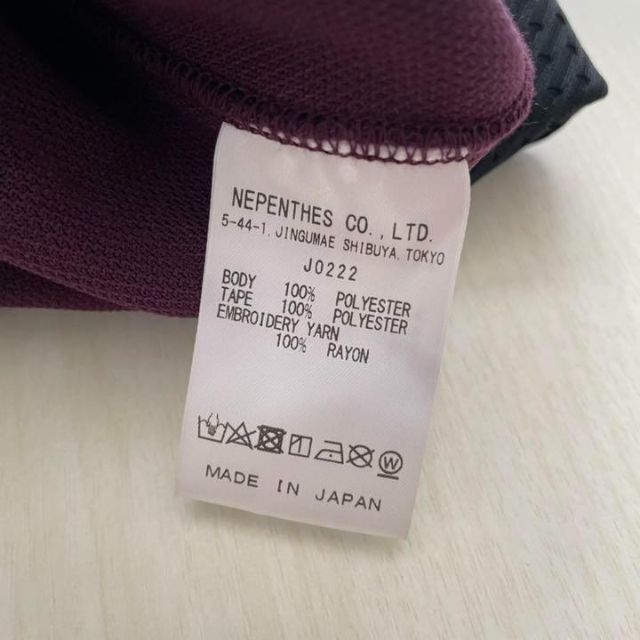 NEPENTHES CO., LTD.
5-44-1, JINGUMAE SHIBUYA, TOKYO
J0222
BODY 100% POLYESTER
TAPE 100% POLYESTER
EMBROIDERY YARN
100% RAYON
W
MADE IN JAPAN